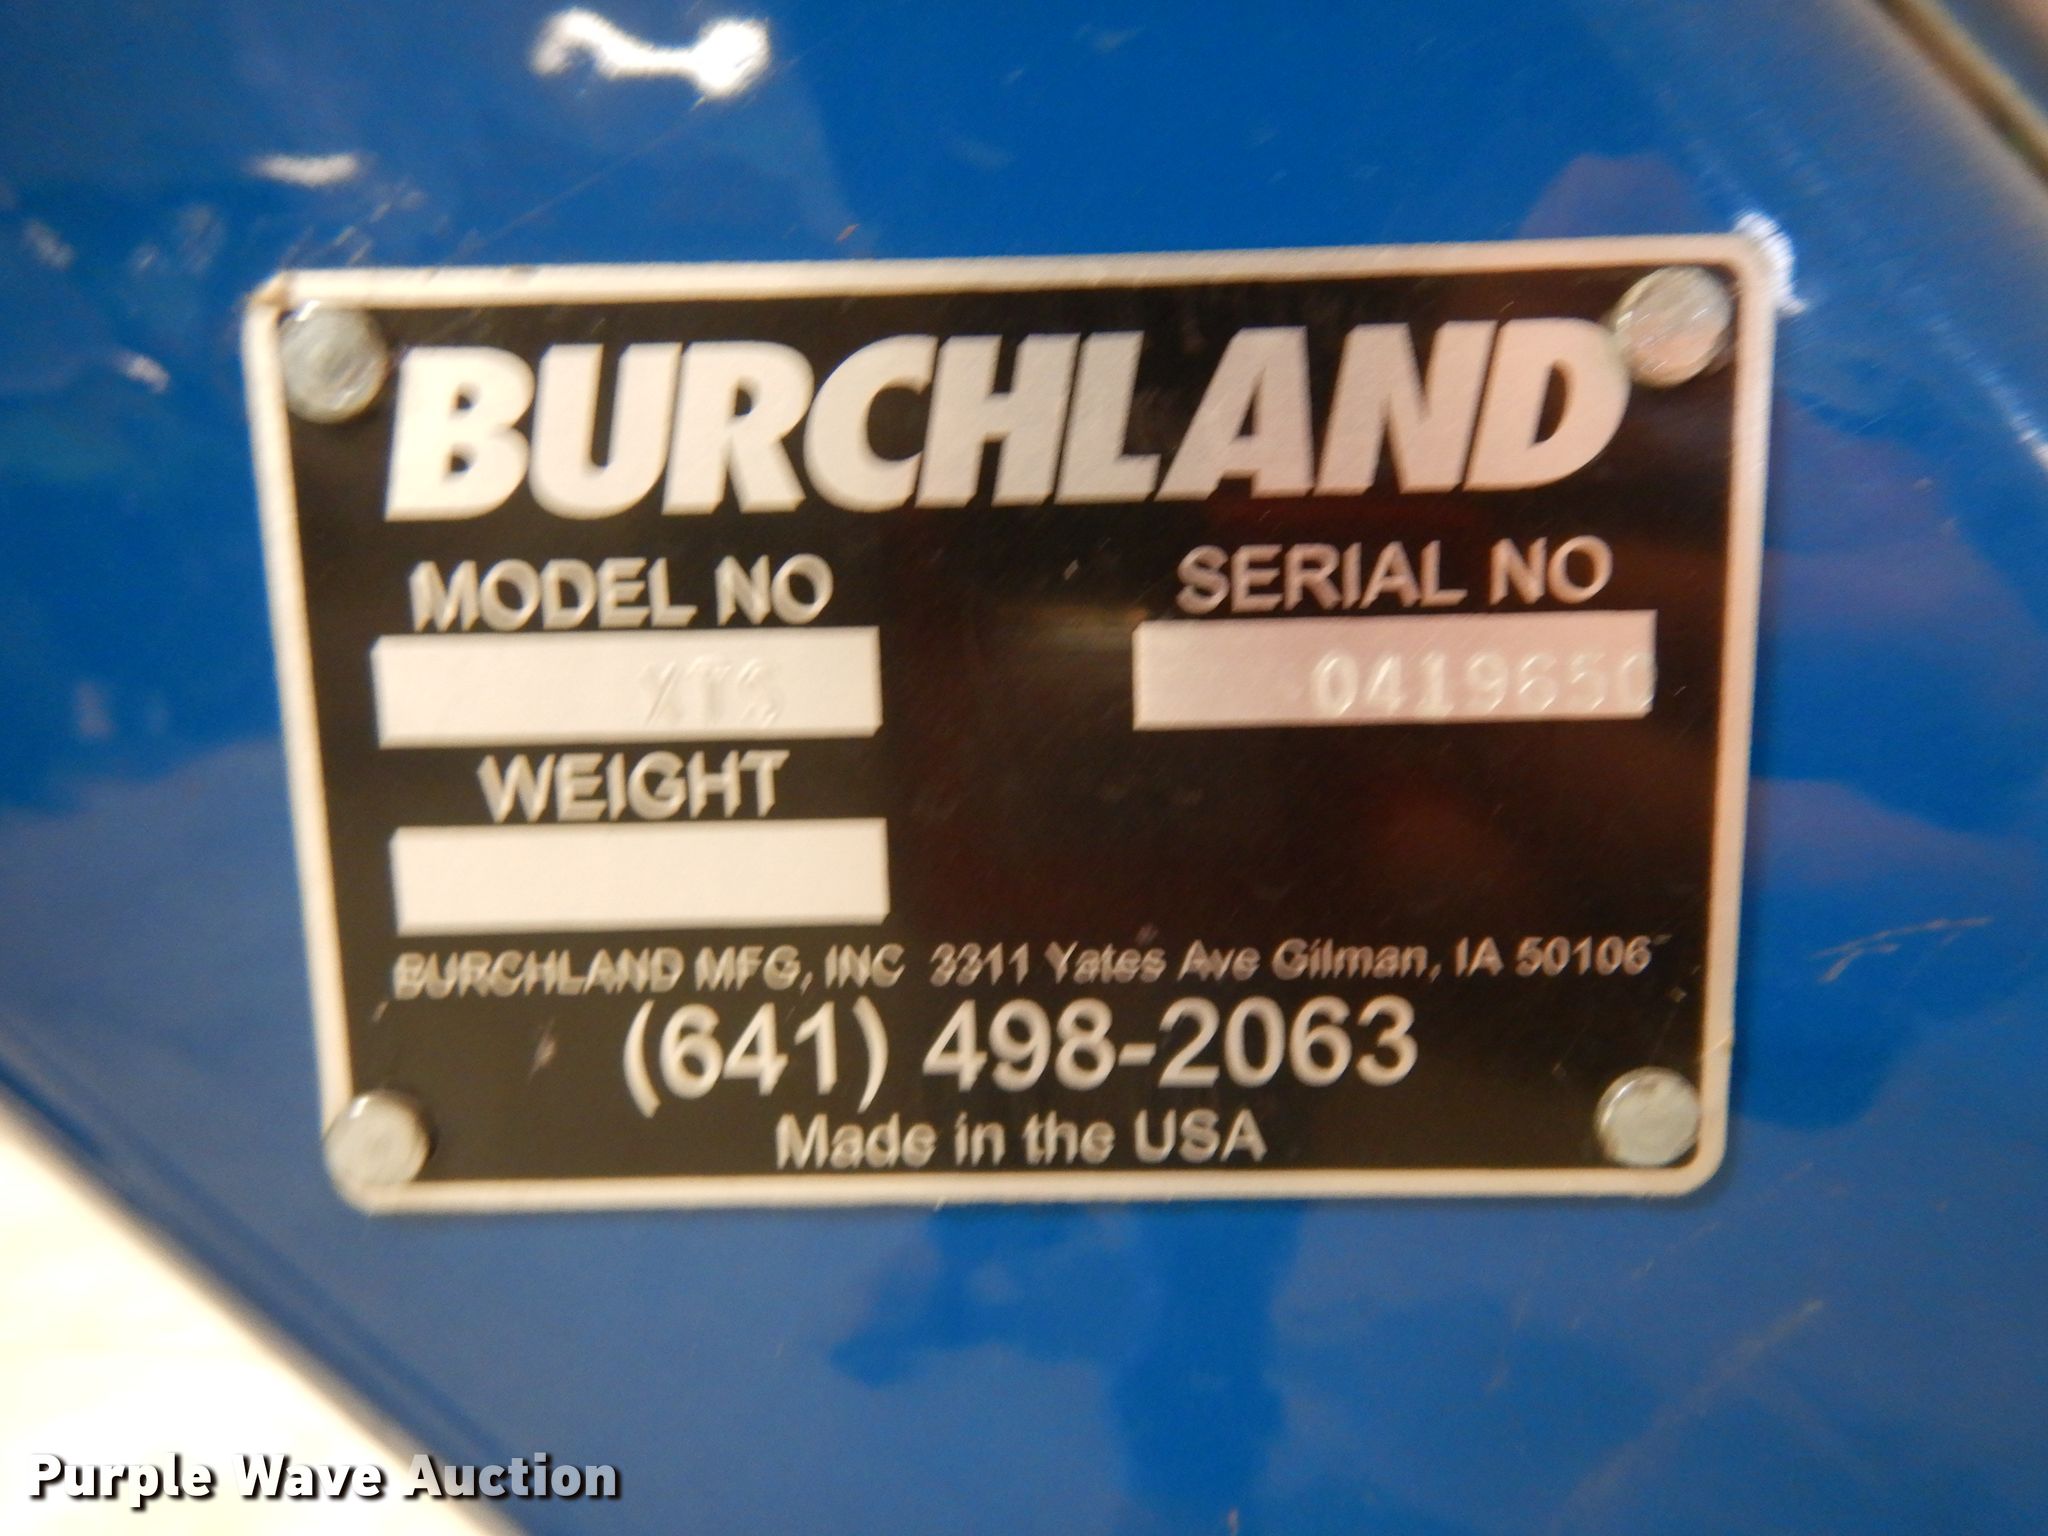 BURCHLAND
MODEL NO SERIAL NO
XTS 0419650
WEIGHT
BURCHLAND MFG, INC 3311 Yates Ave Gilman, IA 50106
(641) 498-2063
Made in the USA
Purple Wave Auction